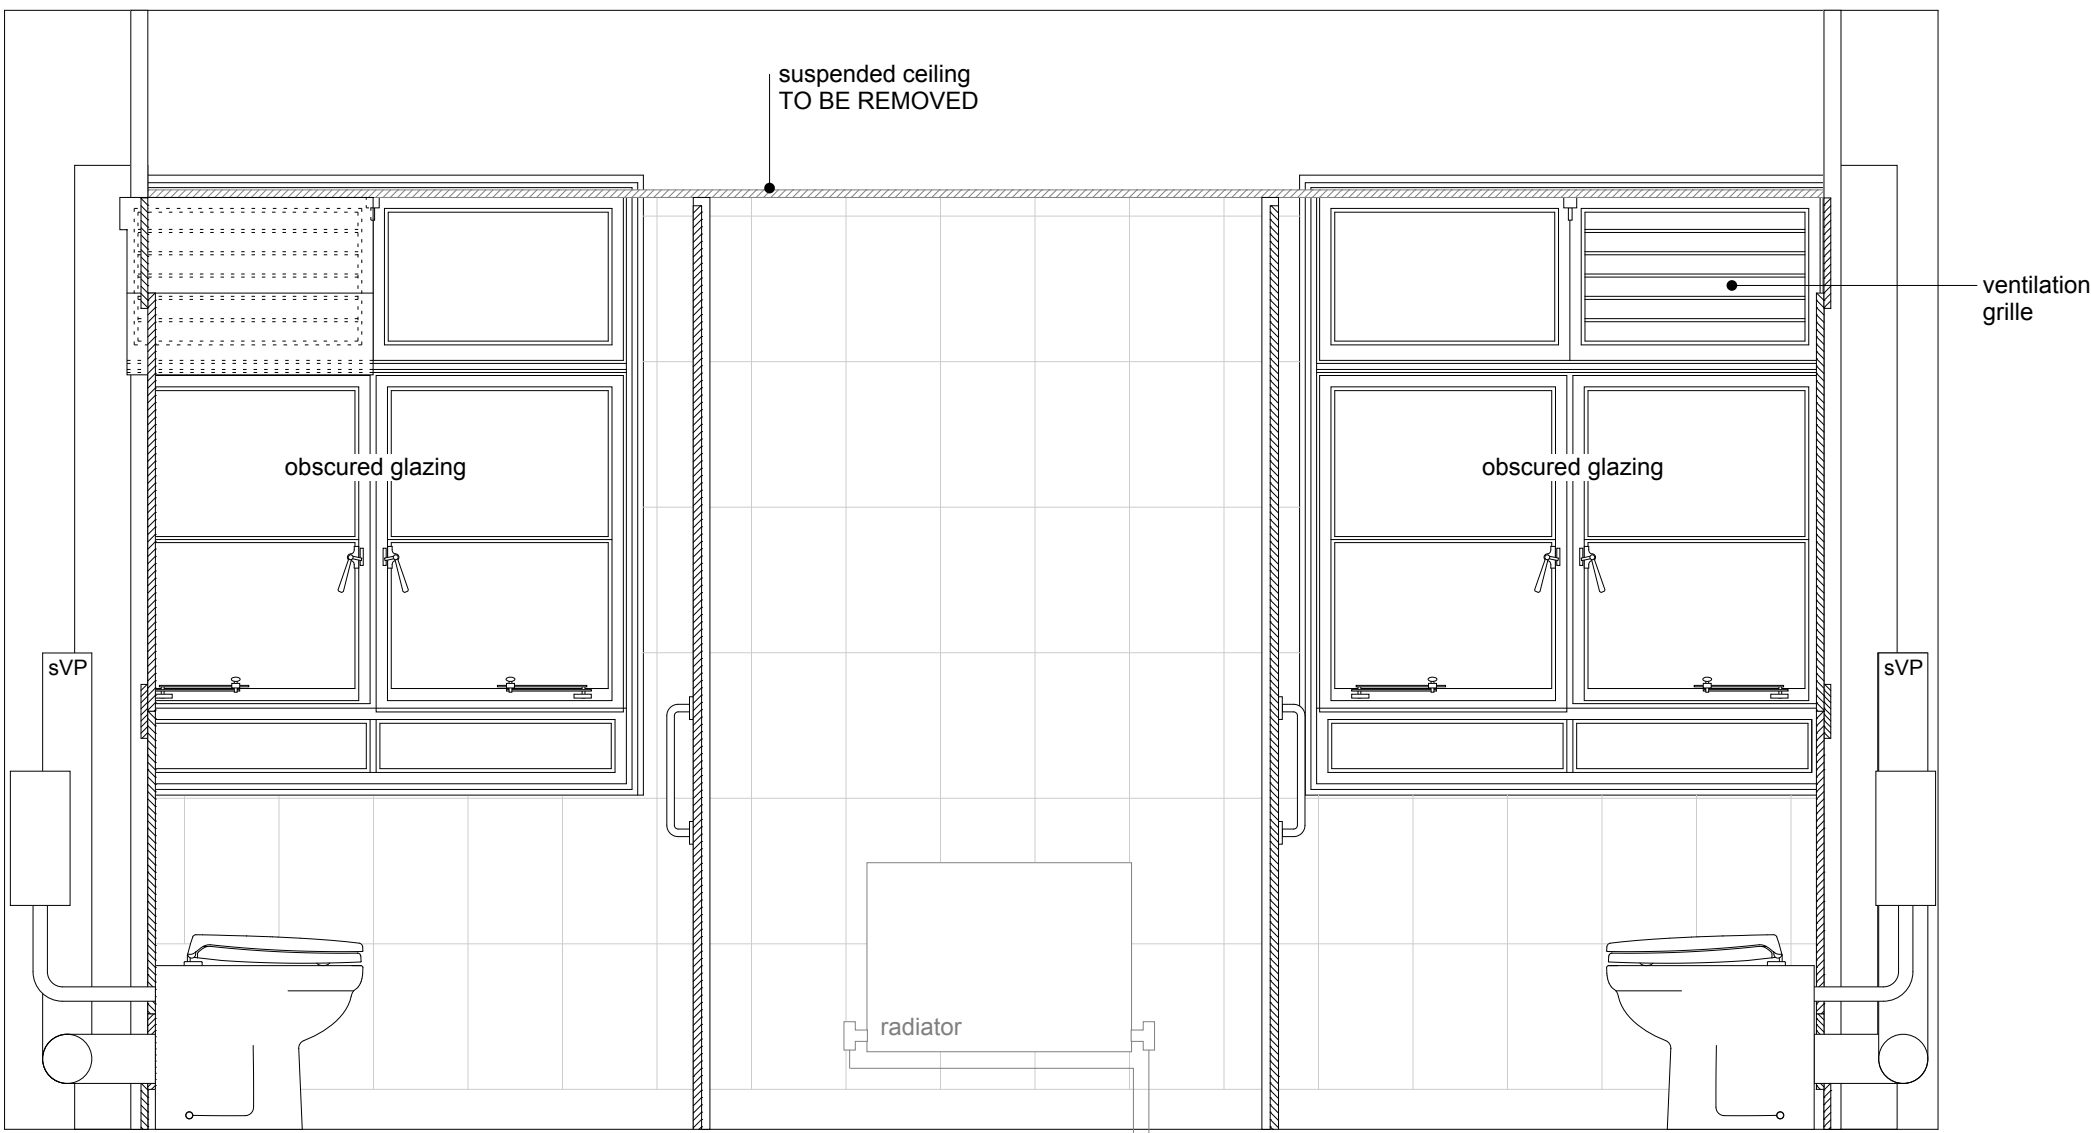 suspended ceiling
TO BE REMOVED
ventilation
grille
obscured glazing
obscured glazing
sVP
sVP
radiator